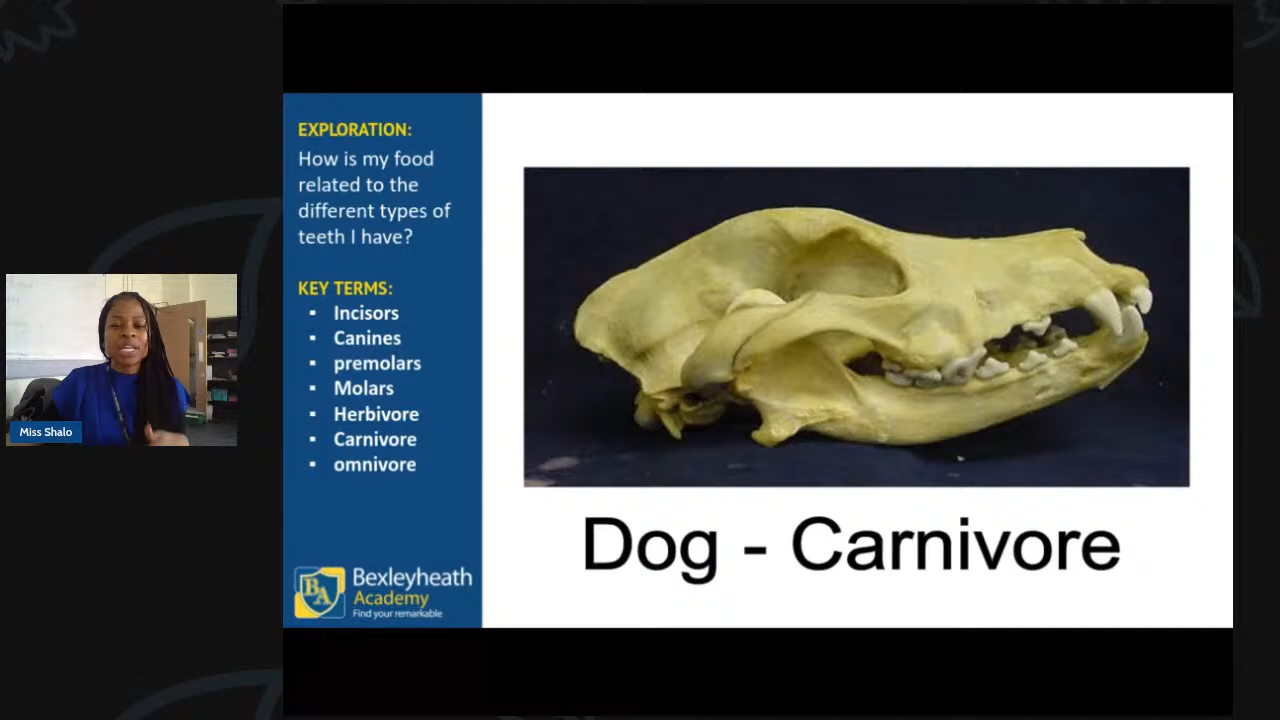 EXPLORATION:
How is my food
related to the
different types of
teeth I have?
KEY TERMS:
▪ Incisors
▪ Canines
▪ premolars
▪ Molars
▪ Herbivore
▪ Carnivore
▪ omnivore
BA
Bexleyheath
Academy
Find your remarkable
Miss Shalo
Dog - Carnivore